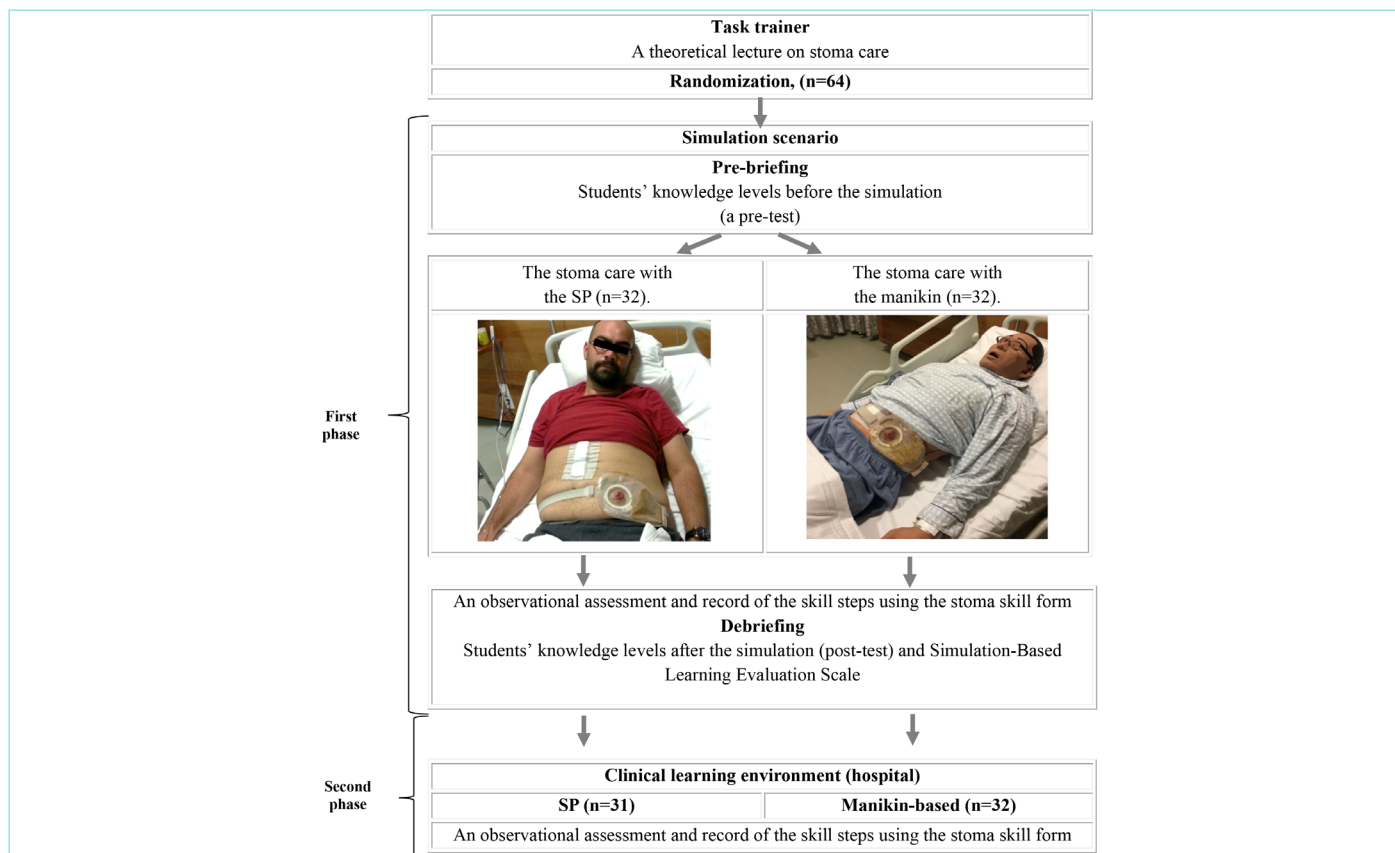 Task trainer
A theoretical lecture on stoma care
Randomization, (n=64)
Simulation scenario
Pre-briefing
Students’ knowledge levels before the simulation
(a pre-test)
The stoma care with
the SP (n=32).
The stoma care with
the manikin (n=32).
First
phase
An observational assessment and record of the skill steps using the stoma skill form
Debriefing
Students’ knowledge levels after the simulation (post-test) and Simulation-Based
Learning Evaluation Scale
Second
phase
Clinical learning environment (hospital)
SP (n=31)
Manikin-based (n=32)
An observational assessment and record of the skill steps using the stoma skill form